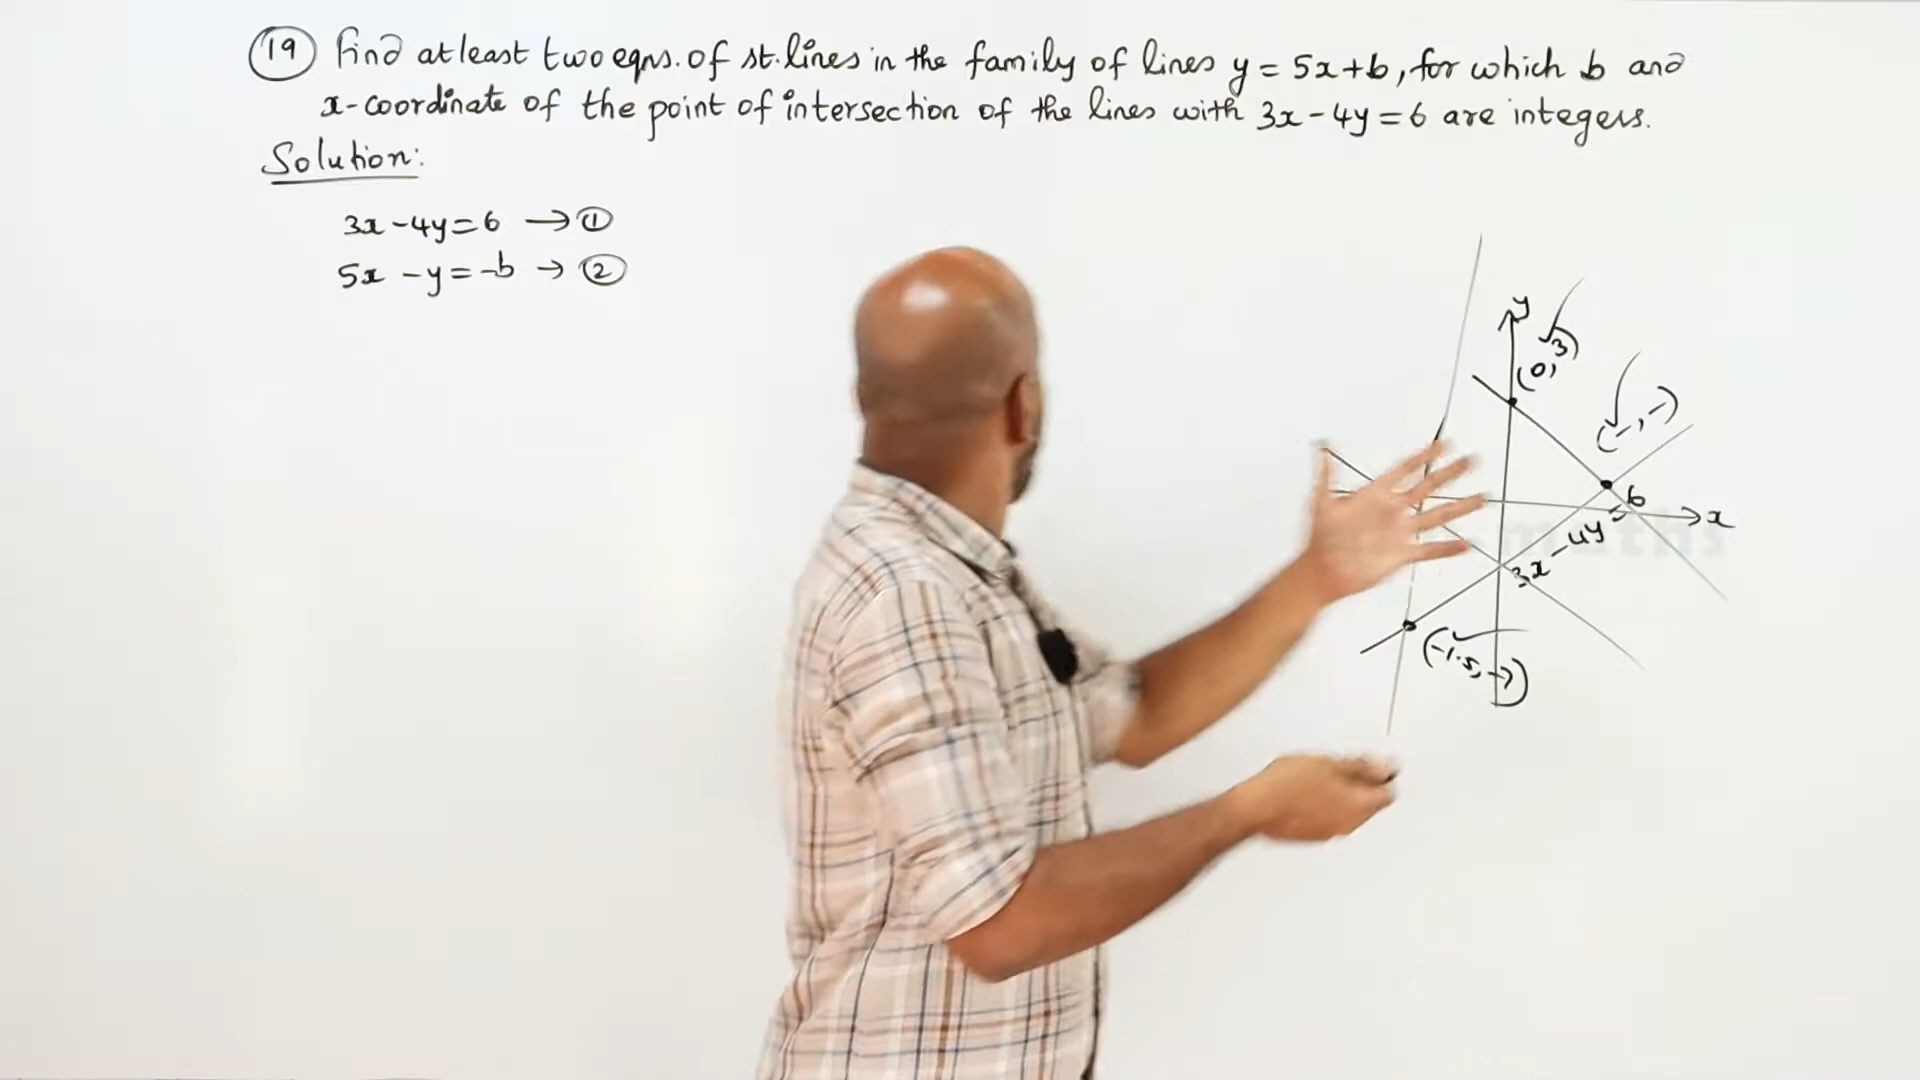 19 Find atleast two eqns. of st. lines in the family of lines y = 5x+b, for which b and
x-coordinate of the point of intersection of the lines with 3x-4y=6 are integers.
Solution:
3x-4y=6 → 1
5x-y=-b → 2
y
(0, 3)
(-, -)
x
3x-4y=6
(-1.5, -)